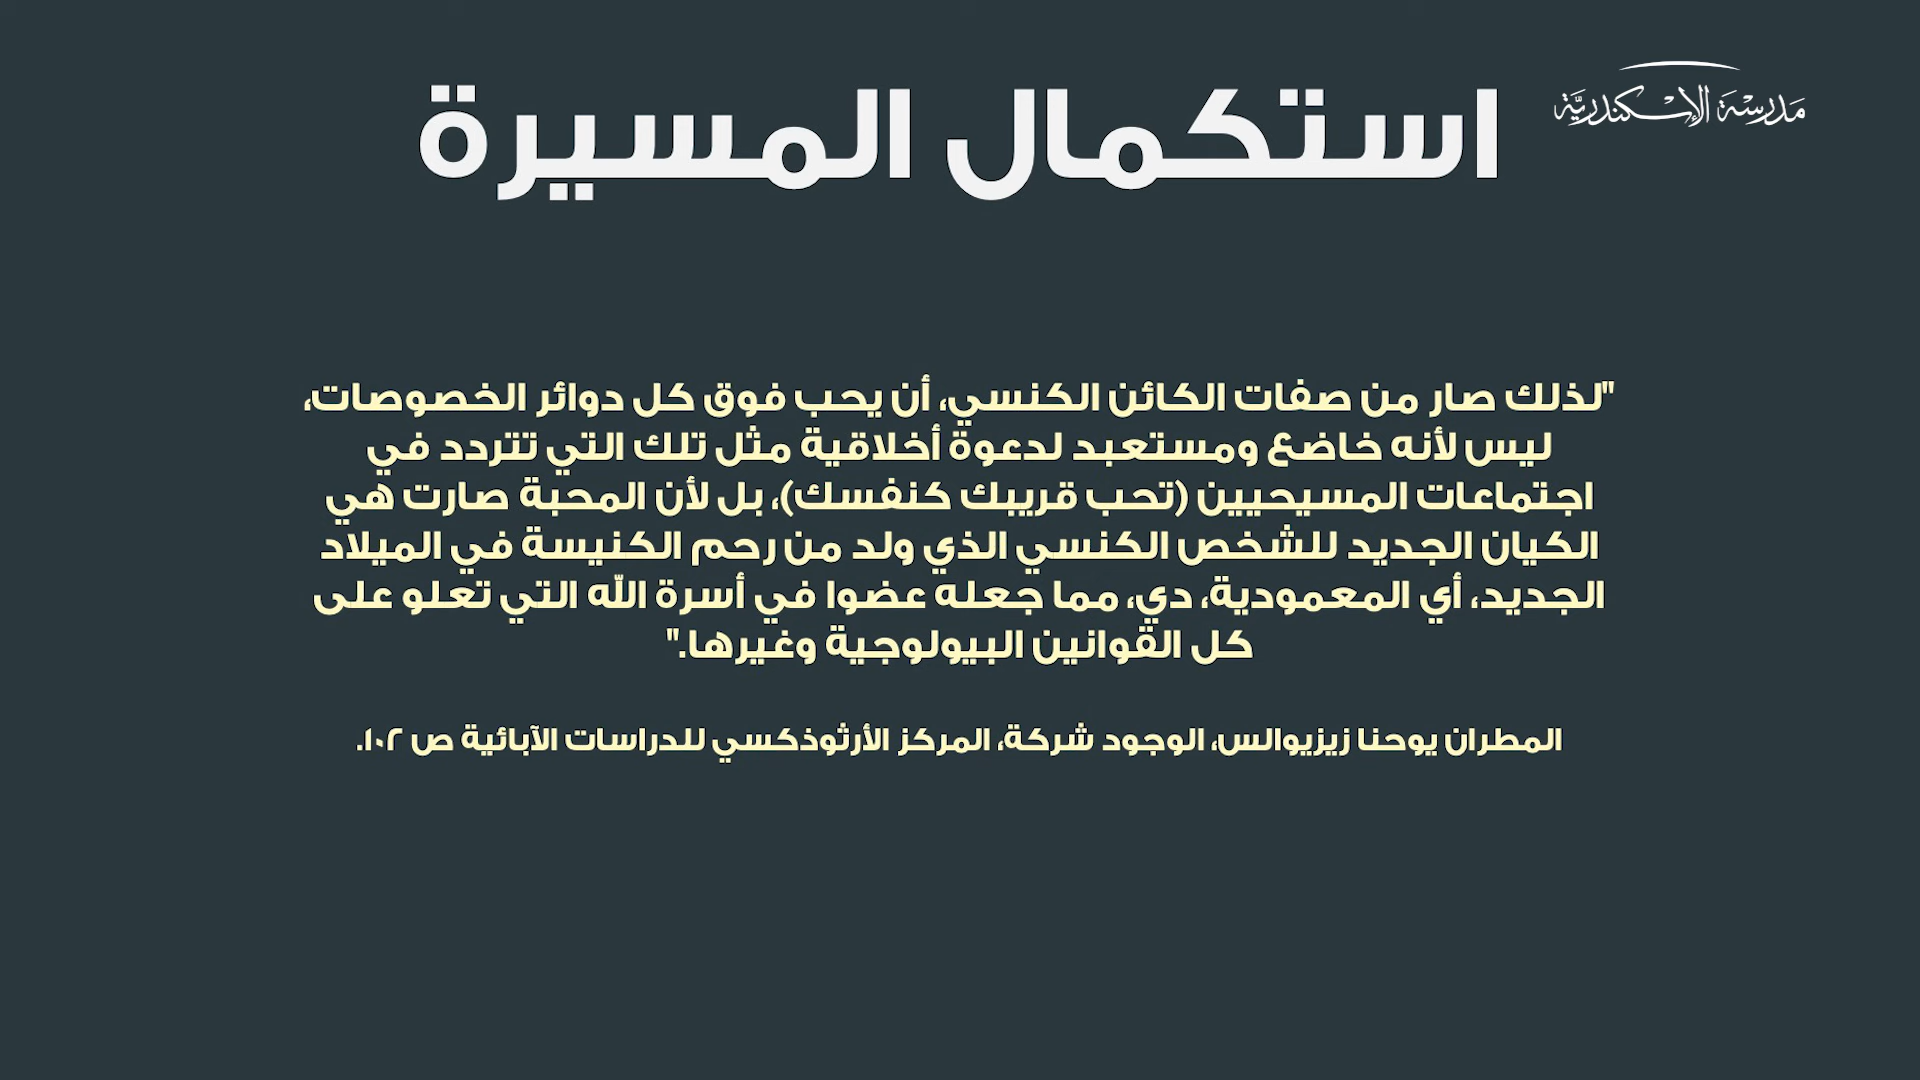 مدرسة الإسكندرية
استكمال المسيرة
"لذلك صار من صفات الكائن الكنسي، أن يحب فوق كل دوائر الخصوصات،
ليس لأنه خاضع ومستعبد لدعوة أخلاقية مثل تلك التي تتردد في
اجتماعات المسيحيين (تحب قريبك كنفسك)، بل لأن المحبة صارت هي
الكيان الجديد للشخص الكنسي الذي ولد من رحم الكنيسة في الميلاد
الجديد، أي المعمودية، دي، مما جعله عضوا في أسرة الله التي تعلو على
كل القوانين البيولوجية وغيرها."
المطران يوحنا زيزيوالس، الوجود شركة، المركز الأرثوذكسي للدراسات الآبائية ص ١٠٢.